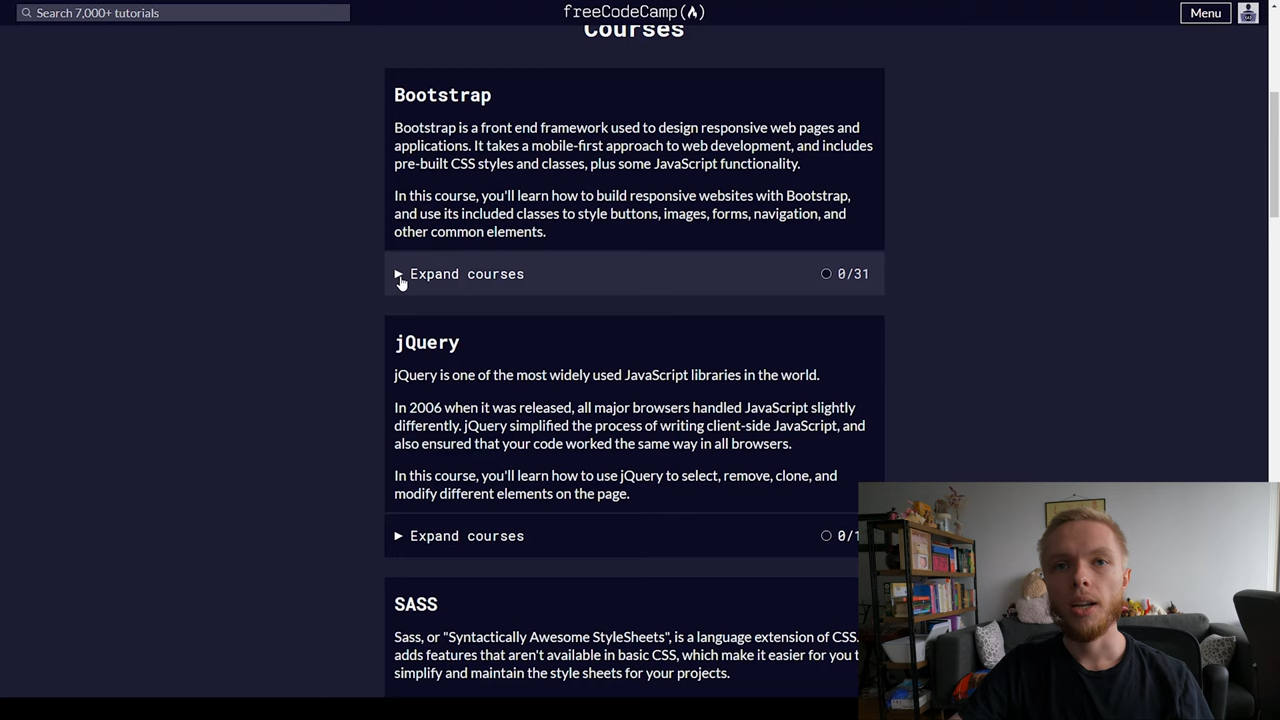 Search 7,000+ tutorials
freeCodeCamp(🔥)
Menu
Courses
Bootstrap
Bootstrap is a front end framework used to design responsive web pages and
applications. It takes a mobile-first approach to web development, and includes
pre-built CSS styles and classes, plus some JavaScript functionality.
In this course, you'll learn how to build responsive websites with Bootstrap,
and use its included classes to style buttons, images, forms, navigation, and
other common elements.
Expand courses
0/31
jQuery
jQuery is one of the most widely used JavaScript libraries in the world.
In 2006 when it was released, all major browsers handled JavaScript slightly
differently. jQuery simplified the process of writing client-side JavaScript, and
also ensured that your code worked the same way in all browsers.
In this course, you'll learn how to use jQuery to select, remove, clone, and
modify different elements on the page.
Expand courses
SASS
Sass, or "Syntactically Awesome StyleSheets", is a language extension of CSS.
adds features that aren't available in basic CSS, which make it easier for you
simplify and maintain the style sheets for your projects.